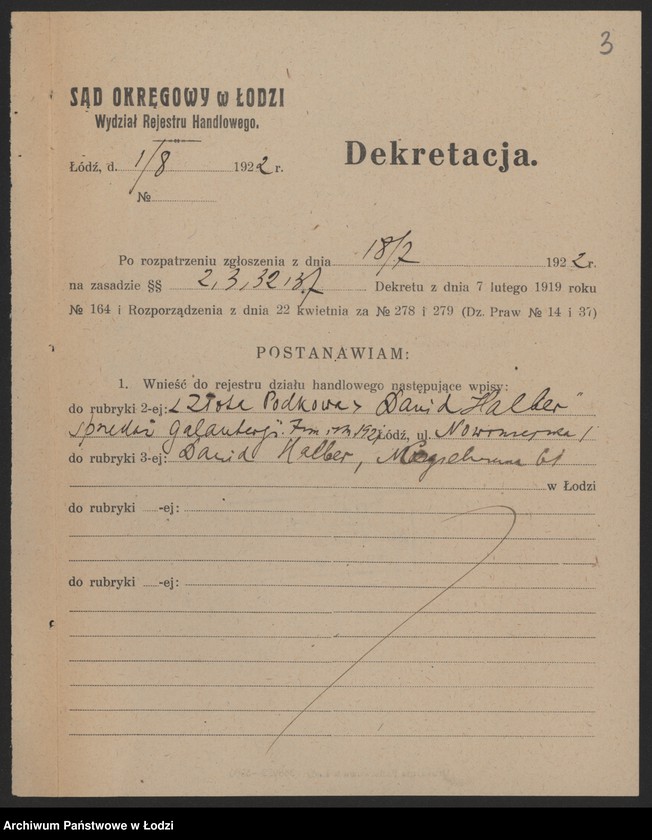 3
SĄD OKRĘGOWY w ŁODZI
Wydział Rejestru Handlowego.
Dekretacja.
Łódź, d. 1/8 1922 r.
№
Po rozpatrzeniu zgłoszenia z dnia 18/7 1922 r.
na zasadzie §§ 2, 3, 32 i 37 Dekretu z dnia 7 lutego 1919 roku
№ 164 i Rozporządzenia z dnia 22 kwietnia za № 278 i 279 (Dz. Praw № 14 i 37)
POSTANAWIAM:
1. Wnieść do rejestru działu handlowego następujące wpisy:
do rubryki 2-ej: „Złota Podkowa" Dawid Halber"
sprzedaż galanterji. Łódź, ul. Nowomiejska 1
do rubryki 3-ej: Dawid Halber, 61
w Łodzi
do rubryki -ej:
do rubryki -ej:
Archiwum Państwowe w Łodzi